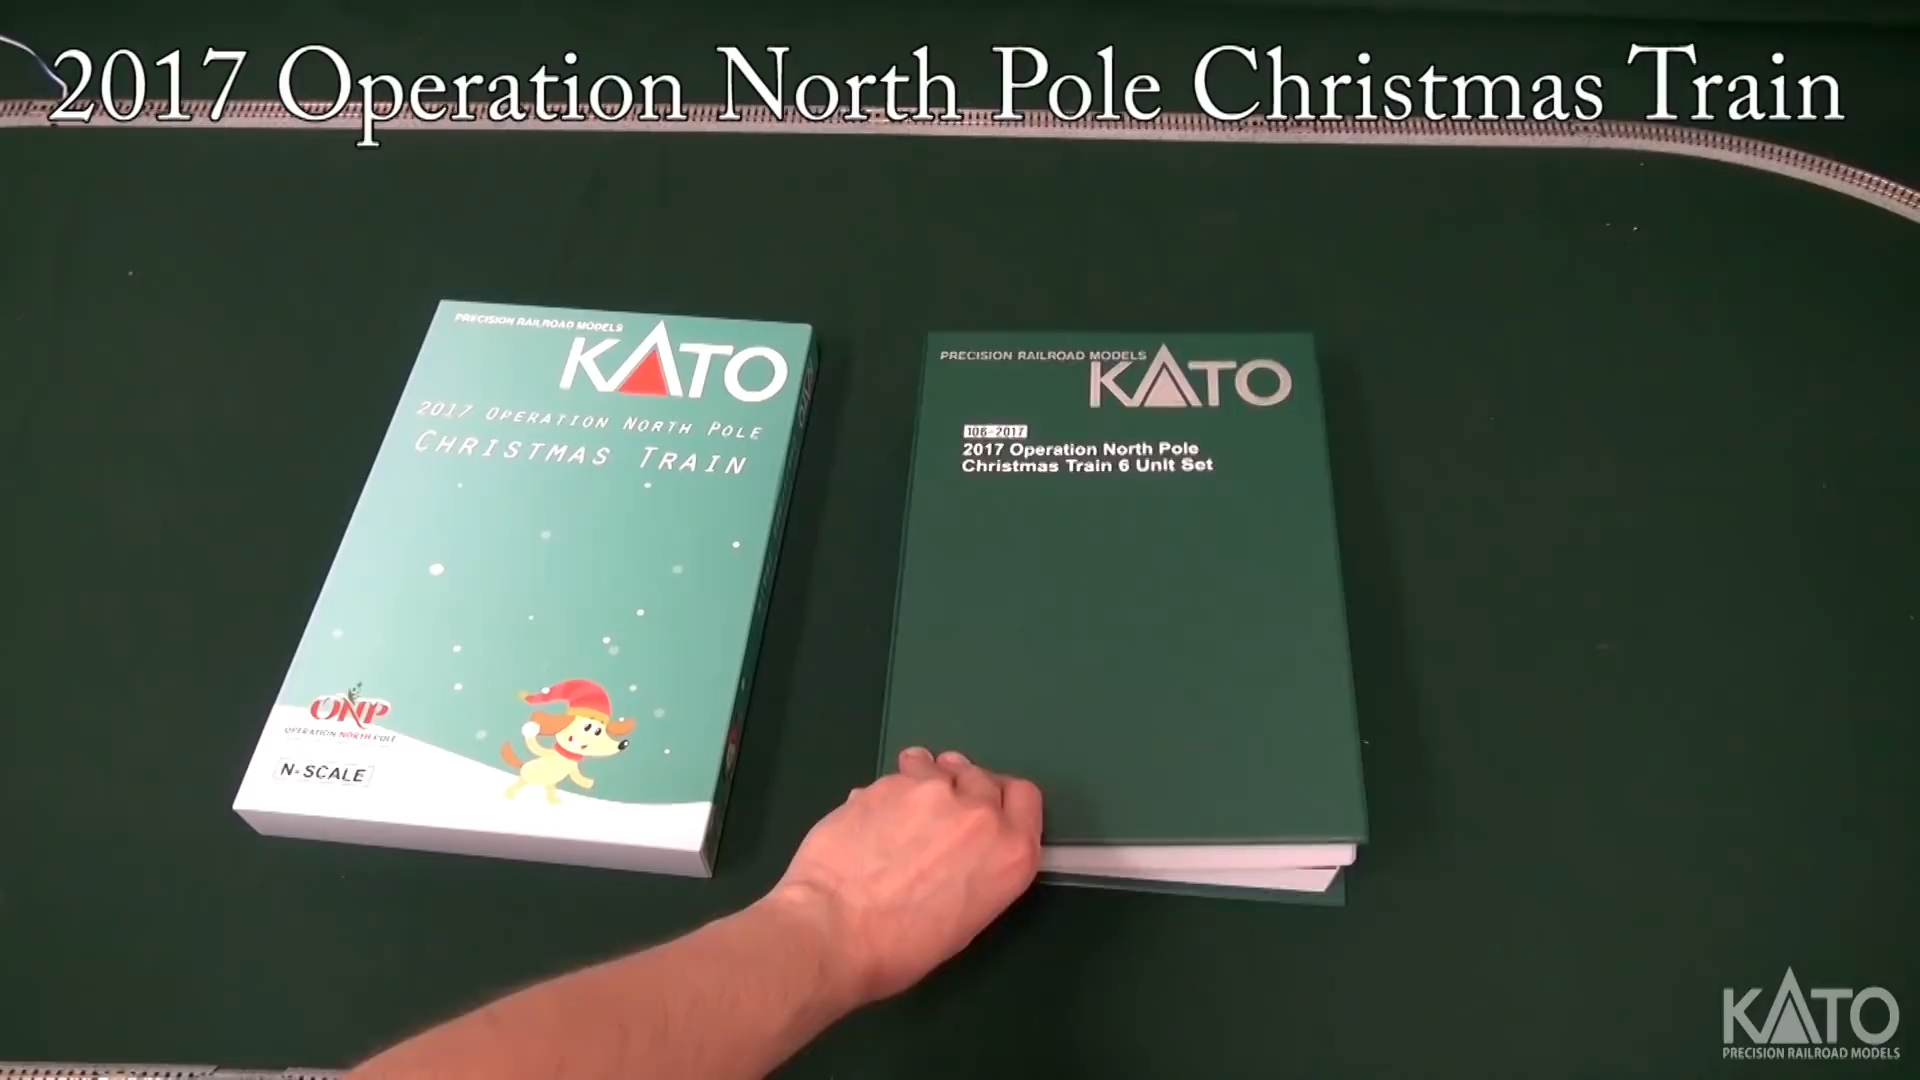 2017 Operation North Pole Christmas Train
PRECISION RAILROAD MODELS
KATO
2017 OPERATION NORTH POLE
CHRISTMAS TRAIN
ONP
OPERATION NORTH POLE
N-SCALE
PRECISION RAILROAD MODELS
KATO
106-2017
2017 Operation North Pole
Christmas Train 6 Unit Set
KATO
PRECISION RAILROAD MODELS